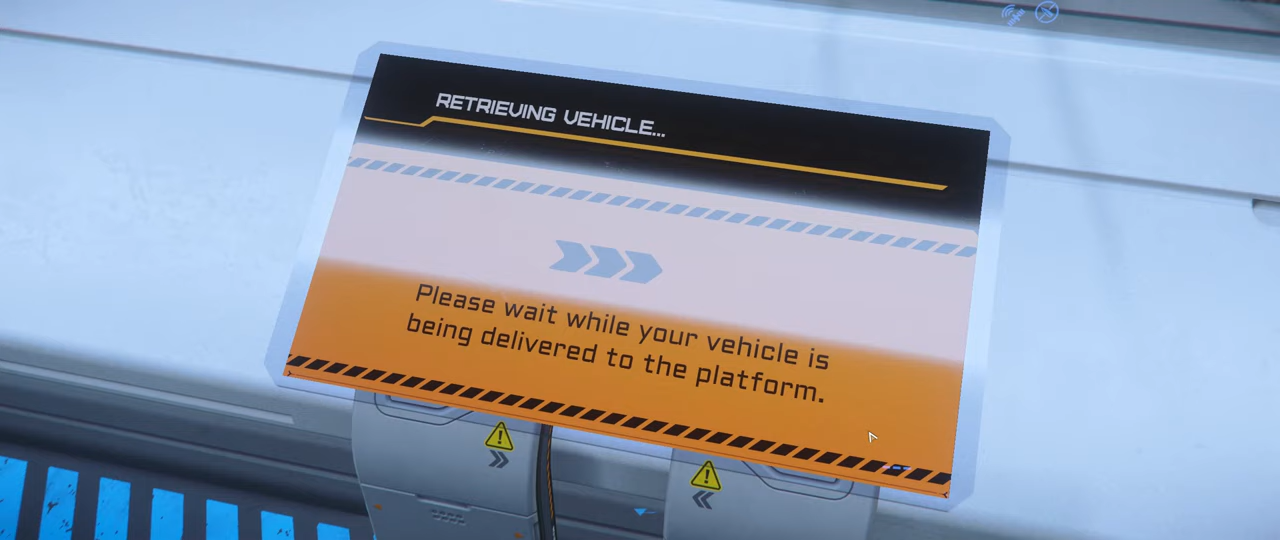 RETRIEVING VEHICLE...
Please wait while your vehicle is
being delivered to the platform.